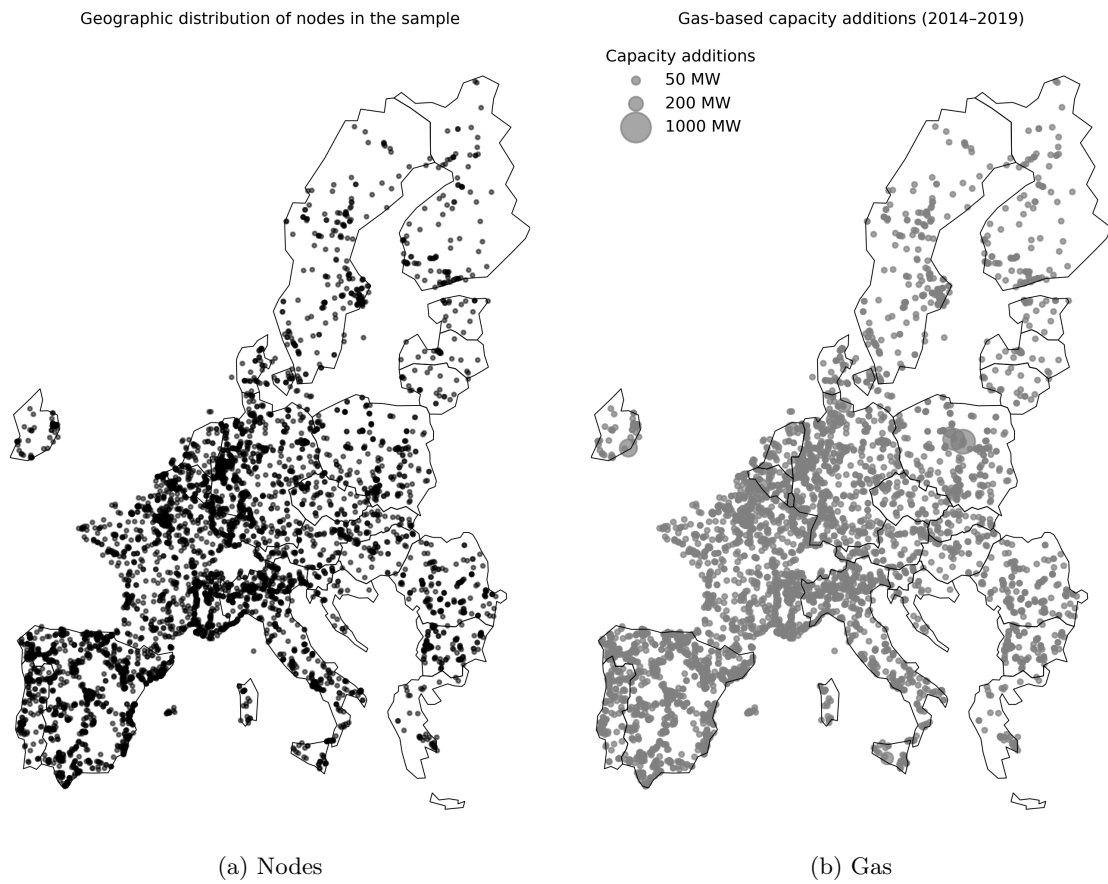 Geographic distribution of nodes in the sample
Gas-based capacity additions (2014–2019)
Capacity additions
50 MW
200 MW
1000 MW
(a) Nodes
(b) Gas